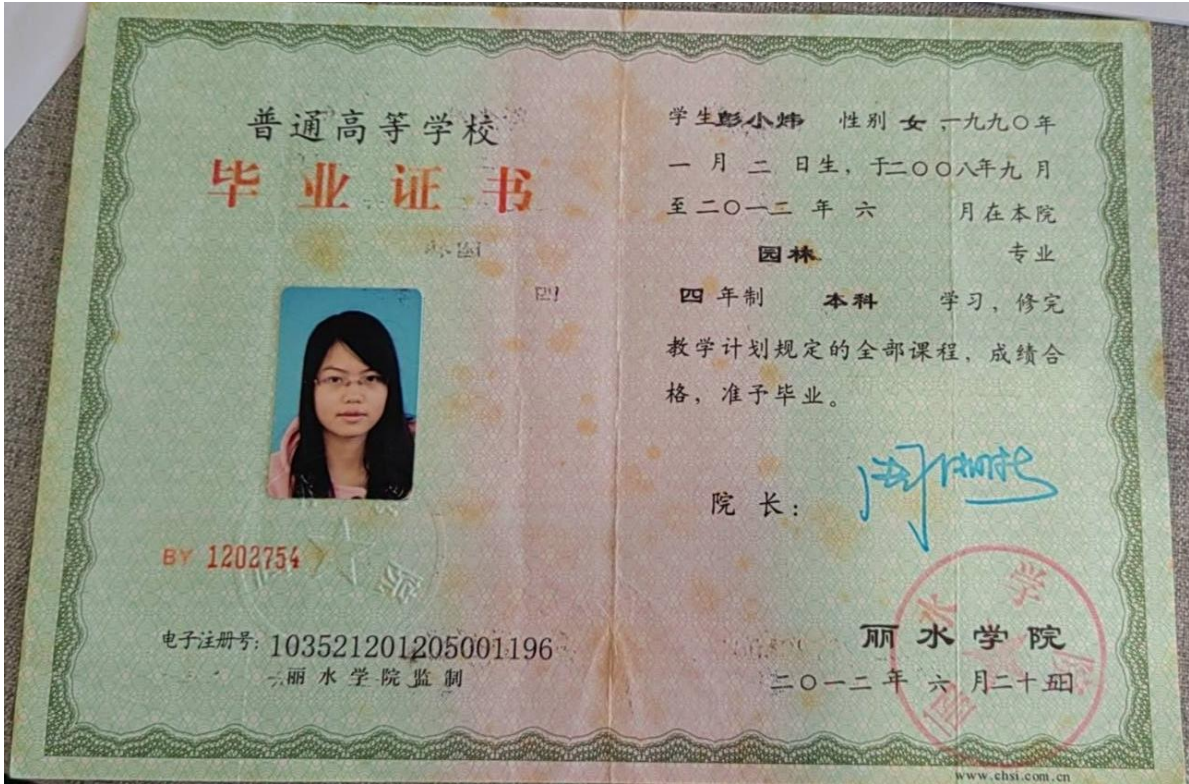 普通高等学校
毕业证书
BY 1202754
电子注册号：103521201205001196
丽水学院监制
学生彭小炜 性别 女，一九九〇年
一 月 二 日生，于二〇〇八年九 月
至二〇一二 年 六 月在本院
园林 专业
四 年制 本科 学习，修完
教学计划规定的全部课程，成绩合
格，准予毕业。
院 长：
丽水学院
二〇一二年 六 月二十五日
www.chsi.com.cn